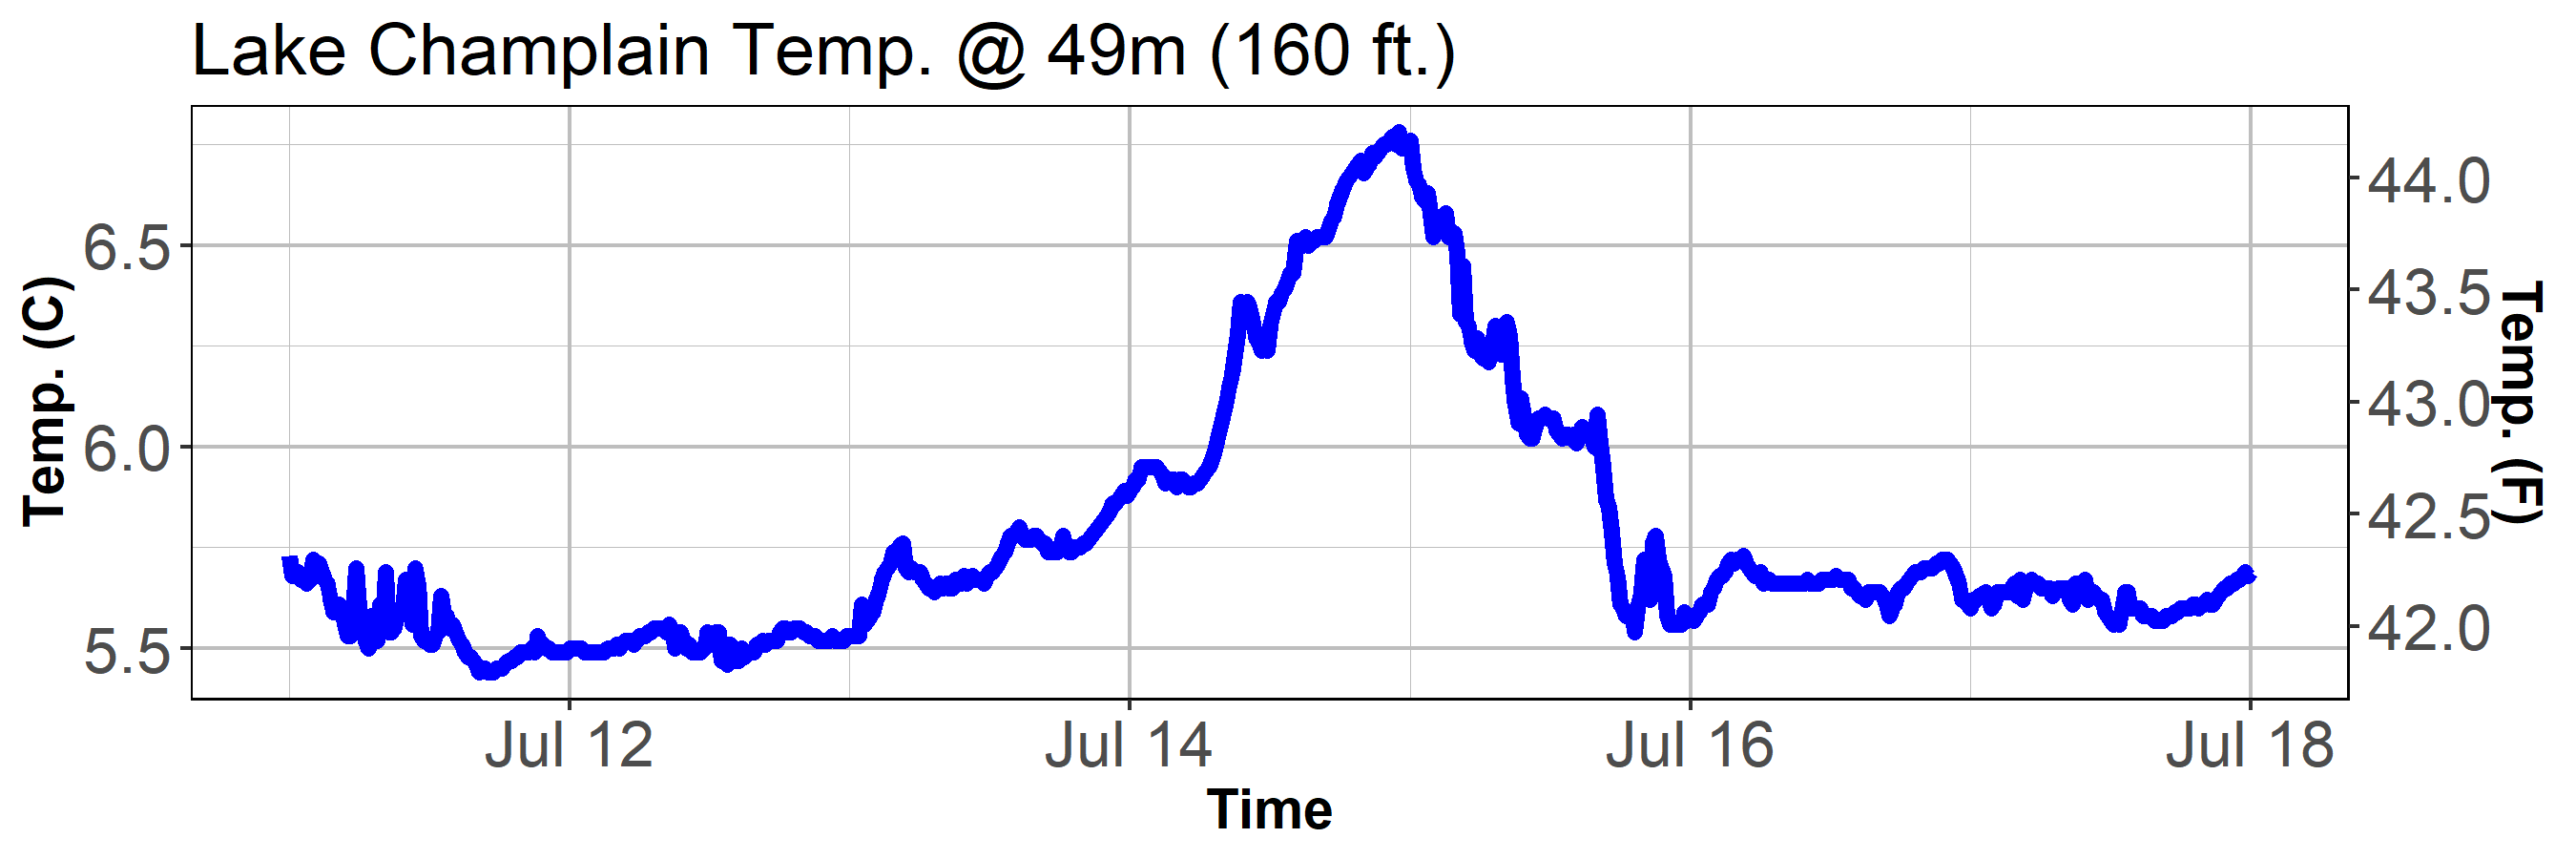 Lake Champlain Temp. @ 49m (160 ft.)
Temp. (C)
6.5
6.0
5.5
44.0
43.5
43.0
42.5
42.0
Temp. (F)
Jul 12
Jul 14
Jul 16
Jul 18
Time